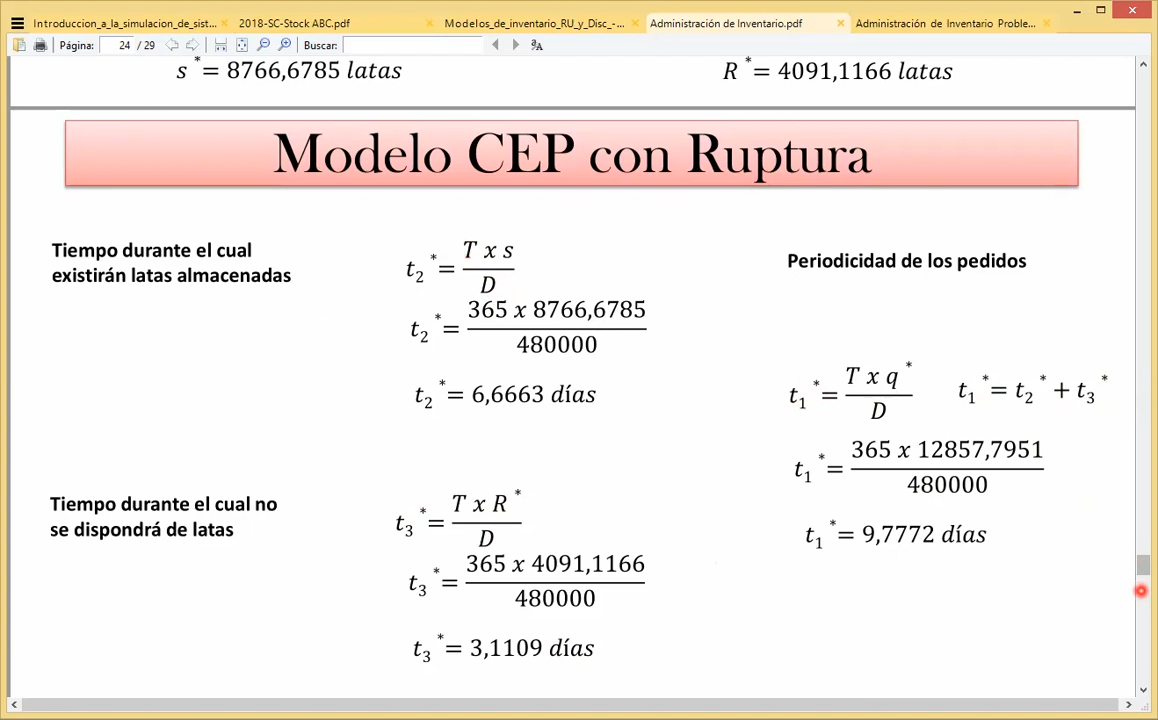 Introduccion_a_la_simulacion_de_sist...
2018-SC-Stock ABC.pdf
Modelos_de_inventario_RU_y_Disc_-...
Administración de Inventario.pdf
Administración de Inventario Proble...
Página: 24 / 29
Buscar:
s* = 8766,6785 latas
R* = 4091,1166 latas
Modelo CEP con Ruptura
Tiempo durante el cual
existirán latas almacenadas
t₂* = (T x s)/D
t₂* = (365 x 8766,6785)/480000
t₂* = 6,6663 días
Tiempo durante el cual no
se dispondrá de latas
t₃* = (T x R*)/D
t₃* = (365 x 4091,1166)/480000
t₃* = 3,1109 días
Periodicidad de los pedidos
t₁* = (T x q*)/D
t₁* = t₂* + t₃*
t₁* = (365 x 12857,7951)/480000
t₁* = 9,7772 días